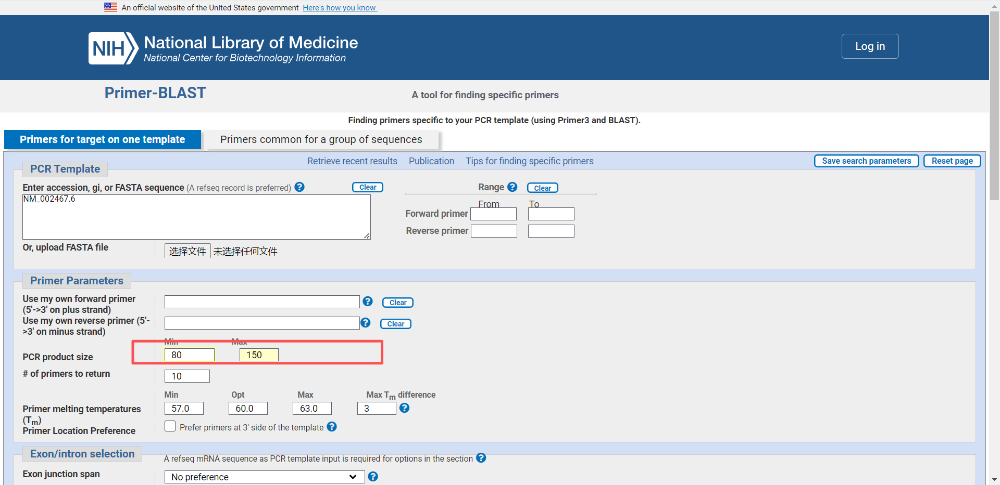 An official website of the United States government Here's how you know
NIH National Library of Medicine
National Center for Biotechnology Information
Log in
Primer-BLAST
A tool for finding specific primers
Finding primers specific to your PCR template (using Primer3 and BLAST).
Primers for target on one template
Primers common for a group of sequences
Retrieve recent results Publication Tips for finding specific primers
Save search parameters Reset page
PCR Template
Enter accession, gi, or FASTA sequence (A refseq record is preferred) ? Clear
Range ? Clear
NM_002467.6
From To
Forward primer
Reverse primer
Or, upload FASTA file
选择文件 未选择任何文件
Primer Parameters
Use my own forward primer
(5'->3' on plus strand)
? Clear
Use my own reverse primer (5'-
>3' on minus strand)
? Clear
Min Max
PCR product size 80 150
# of primers to return 10
Min Opt Max Max Tm difference
Primer melting temperatures
(Tm)
57.0 60.0 63.0 3 ?
Primer Location Preference Prefer primers at 3' side of the template ?
Exon/intron selection
A refseq mRNA sequence as PCR template input is required for options in the section ?
Exon junction span No preference ?